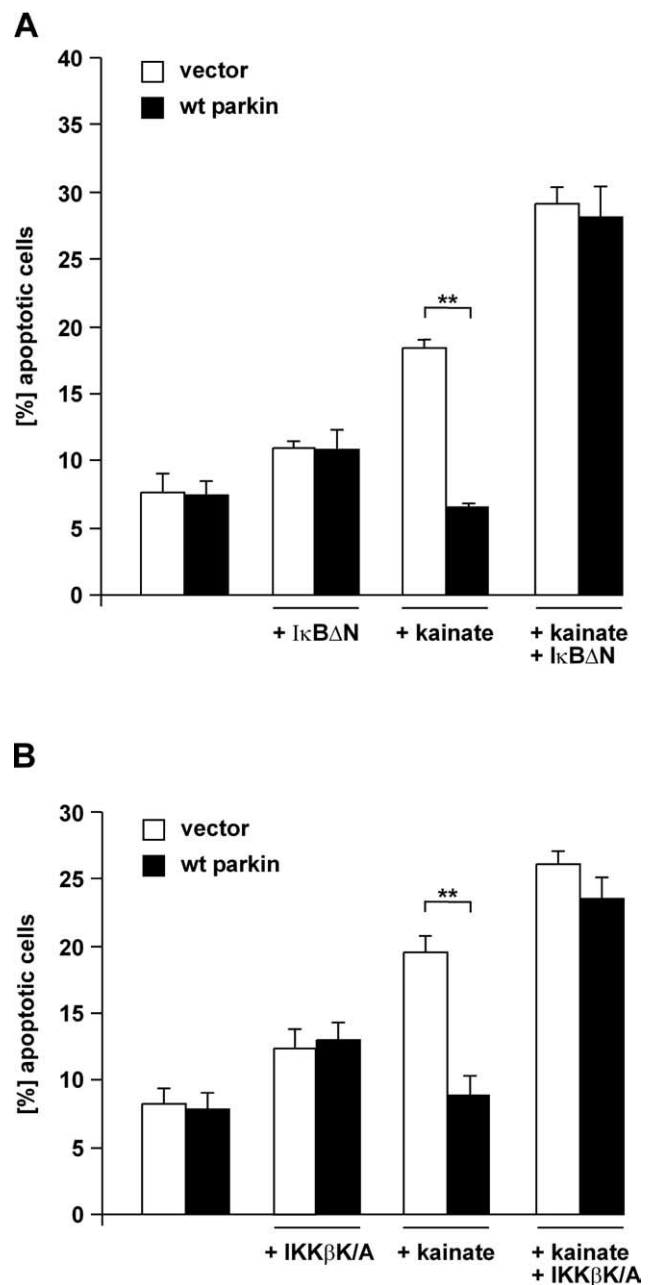 A
40
35
30
25
20
15
10
5
0
[%] apoptotic cells
vector
wt parkin
**
+ IκBΔN
+ kainate
+ kainate
+ IκBΔN
B
30
25
20
15
10
5
0
[%] apoptotic cells
vector
wt parkin
**
+ IKKβK/A
+ kainate
+ kainate
+ IKKβK/A